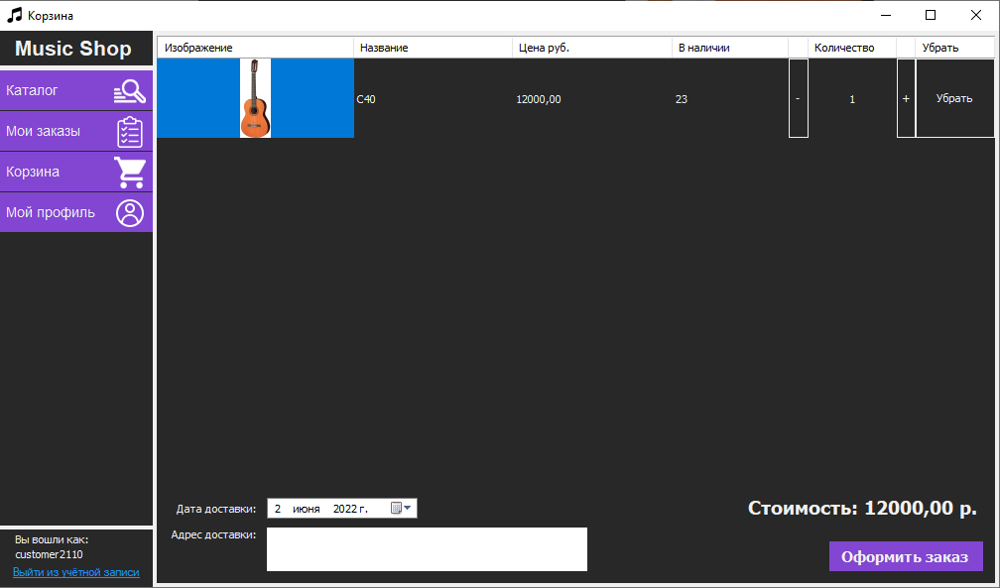 Корзина
Music Shop
Каталог
Мои заказы
Корзина
Мой профиль
Изображение Название Цена руб. В наличии Количество Убрать
C40 12000,00 23 - 1 + Убрать
Дата доставки: 2 июня 2022 г.
Стоимость: 12000,00 р.
Адрес доставки:
Оформить заказ
Вы вошли как:
customer2110
Выйти из учётной записи